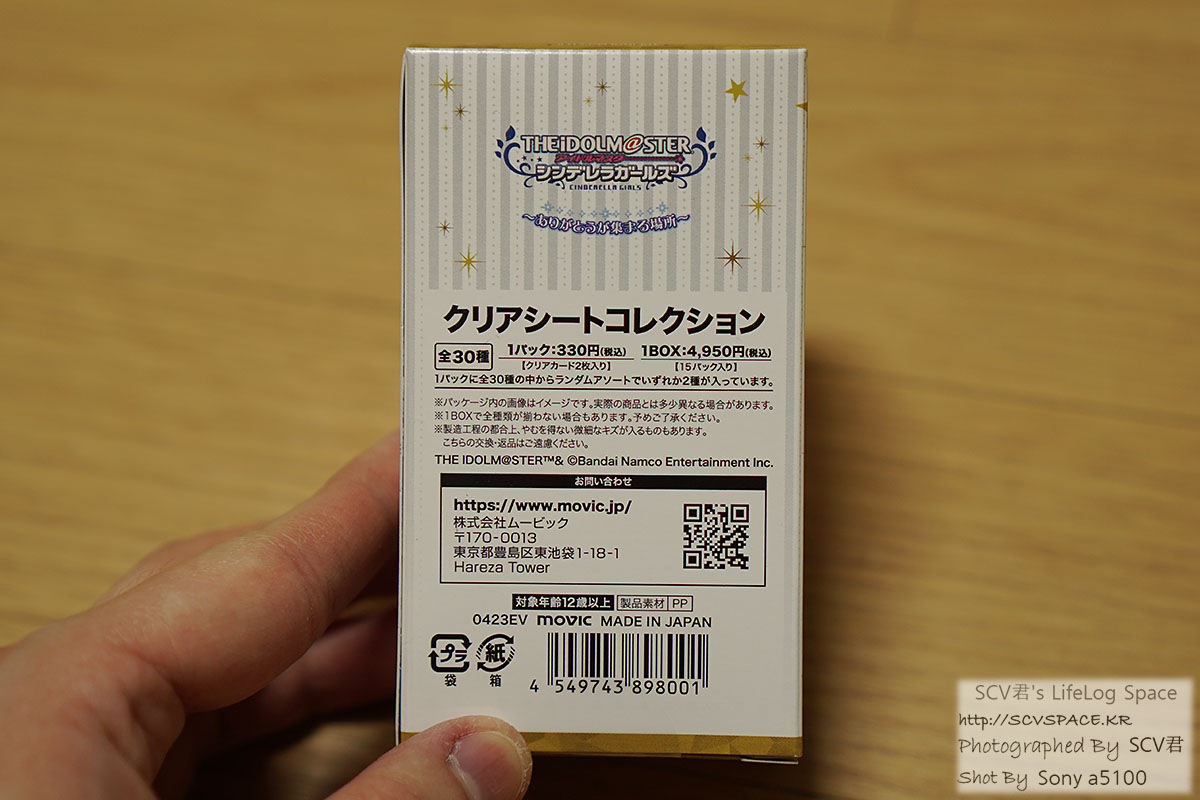 THE iDOLM@STER
アイドルマスター
シンデレラガールズ
CINDERELLA GIRLS
～ありがとうが集まる場所～
クリアシートコレクション
全30種 1パック:330円(税込) 1BOX:4,950円(税込)
【クリアカード2枚入り】 【15パック入り】
1パックに全30種の中からランダムアソートでいずれか2種が入っています。
※パッケージ内の画像はイメージです。実際の商品とは多少異なる場合があります。
※1BOXで全種類が揃わない場合もあります。予めご了承ください。
※製造工程の都合上、やむを得ない微細なキズが入るものもあります。
こちらの交換・返品はご遠慮ください。
THE IDOLM@STER™& ©Bandai Namco Entertainment Inc.
お問い合わせ
https://www.movic.jp/
株式会社ムービック
〒170-0013
東京都豊島区東池袋1-18-1
Hareza Tower
対象年齢12歳以上 製品素材 PP
0423EV movic MADE IN JAPAN
プラ 紙
袋 箱
4 549743 898001
SCV君's LifeLog Space
http://SCVSPACE.KR
Photographed By SCV君
Shot By Sony a5100